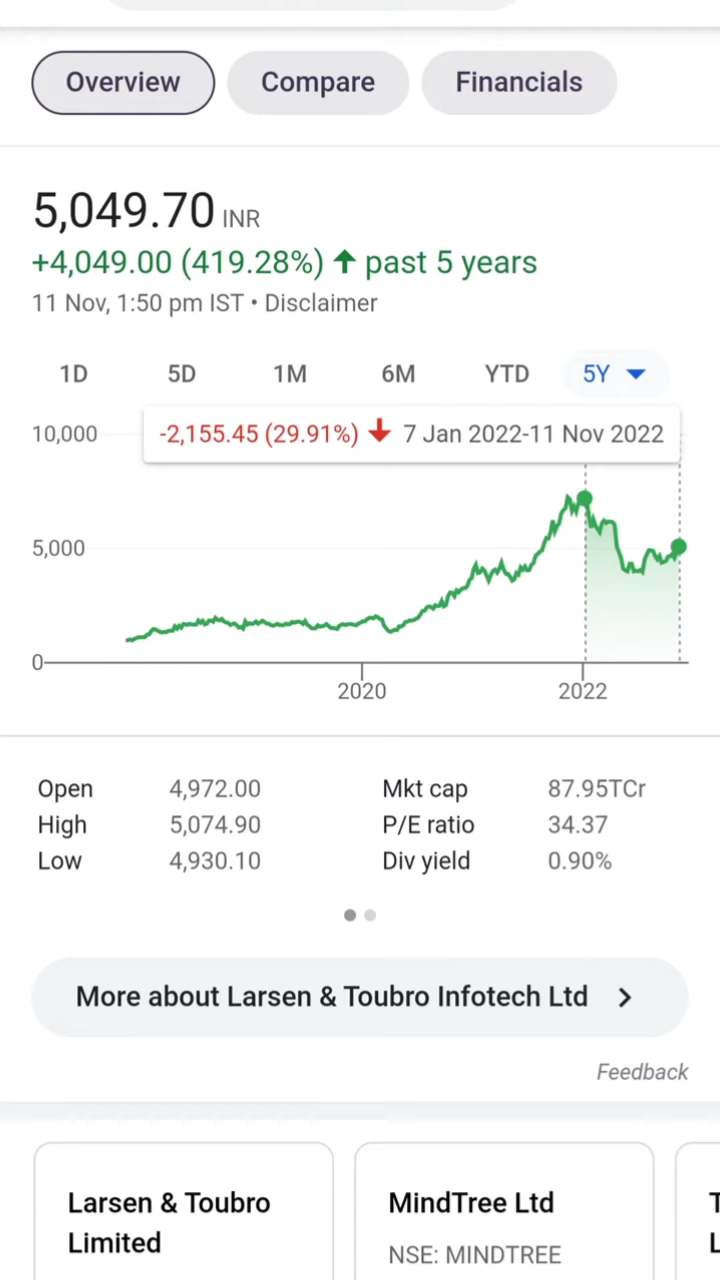 Overview Compare Financials
5,049.70 INR
+4,049.00 (419.28%) ↑ past 5 years
11 Nov, 1:50 pm IST • Disclaimer
1D 5D 1M 6M YTD 5Y
10,000
-2,155.45 (29.91%) ↓ 7 Jan 2022-11 Nov 2022
5,000
0
2020 2022
Open 4,972.00 Mkt cap 87.95TCr
High 5,074.90 P/E ratio 34.37
Low 4,930.10 Div yield 0.90%
More about Larsen & Toubro Infotech Ltd
Feedback
Larsen & Toubro
Limited
MindTree Ltd
NSE: MINDTREE
T
L